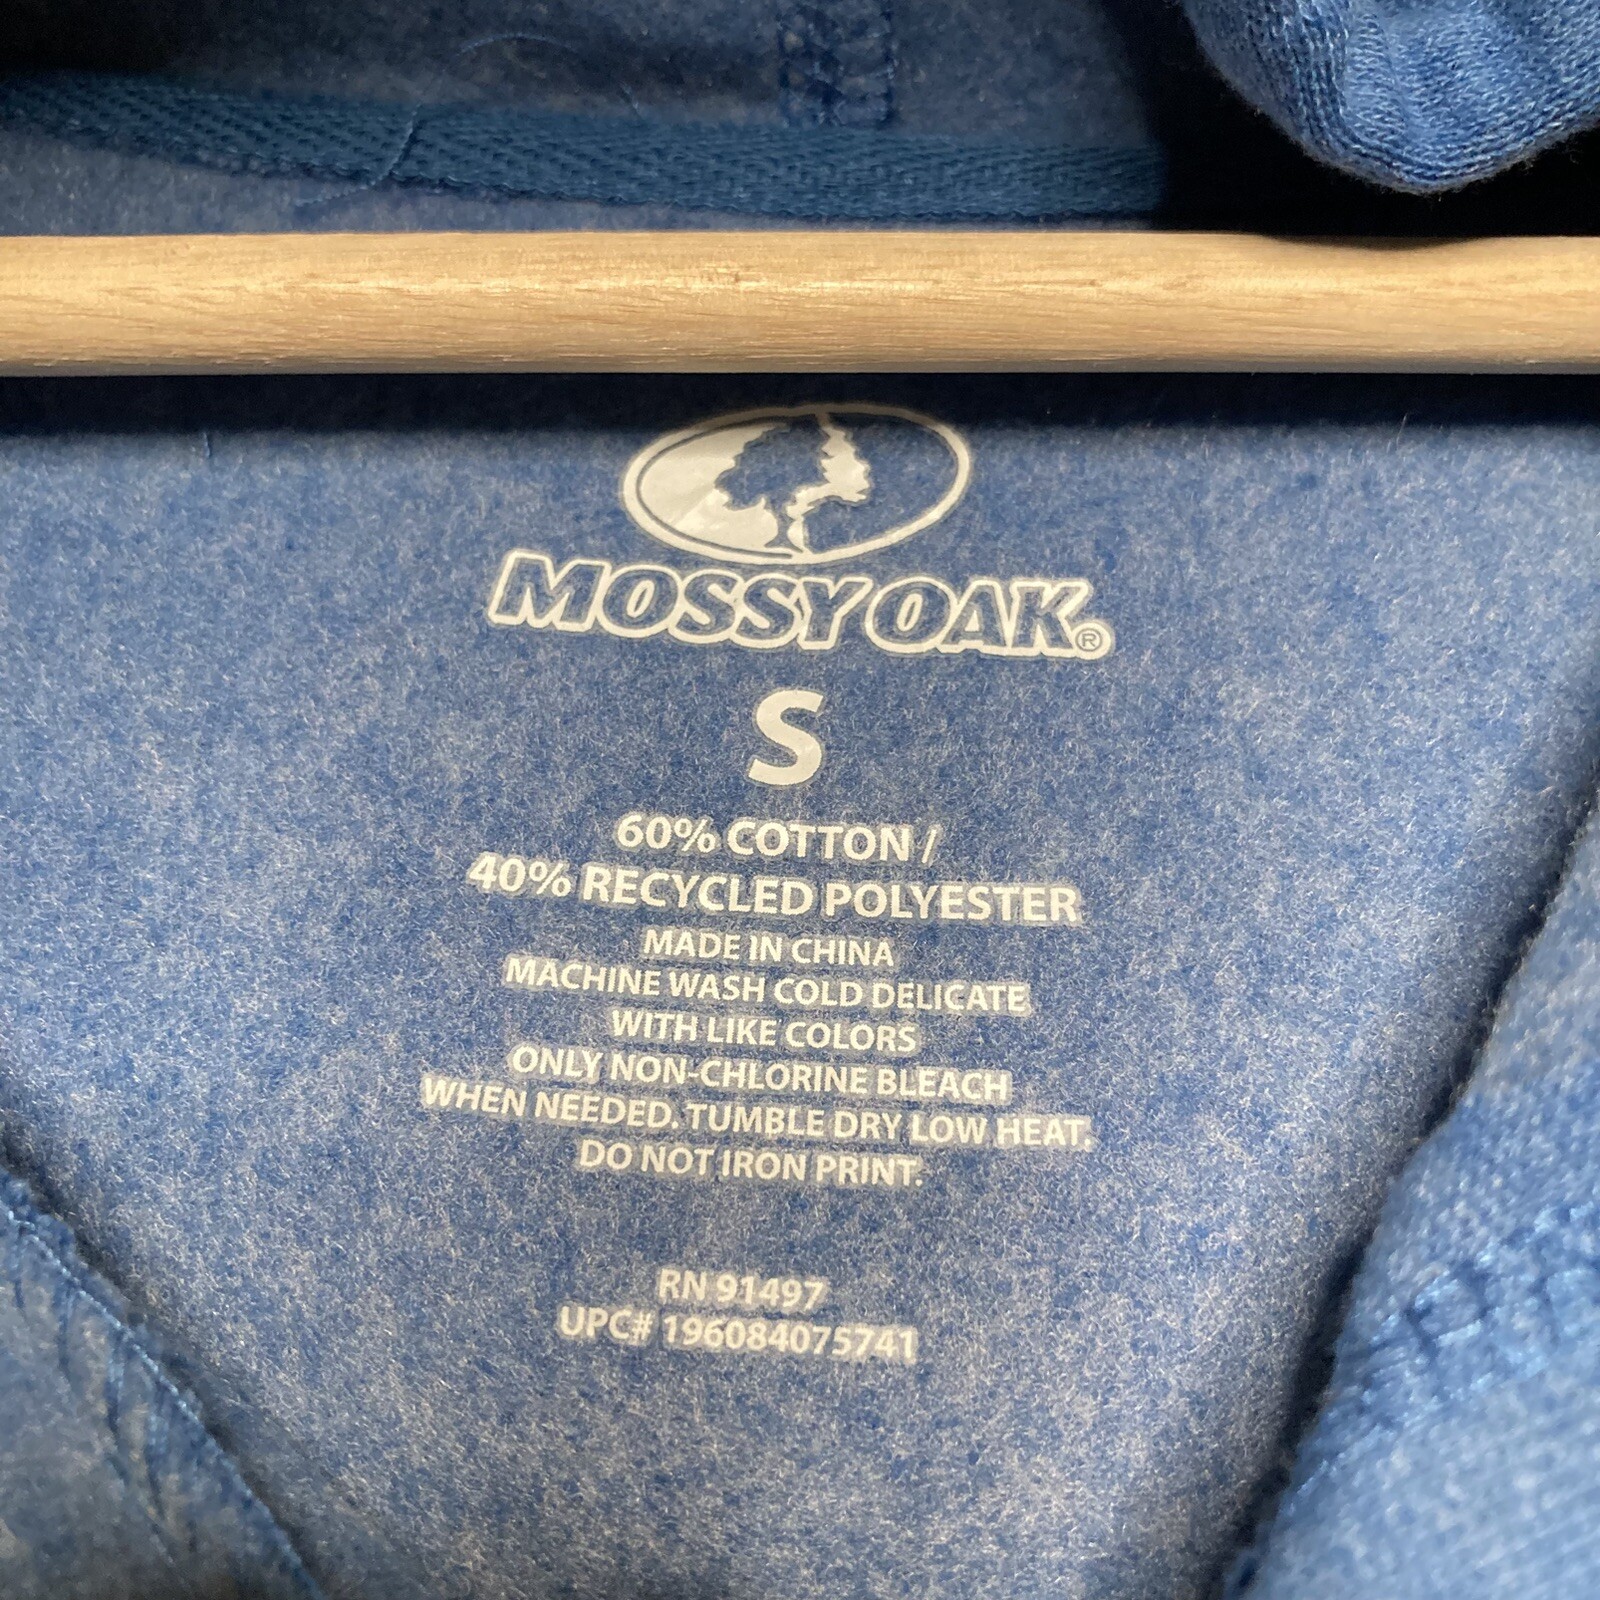 MOSSY OAK®
S
60% COTTON /
40% RECYCLED POLYESTER
MADE IN CHINA
MACHINE WASH COLD DELICATE
WITH LIKE COLORS
ONLY NON-CHLORINE BLEACH
WHEN NEEDED. TUMBLE DRY LOW HEAT.
DO NOT IRON PRINT.
RN 91497
UPC# 196084075741